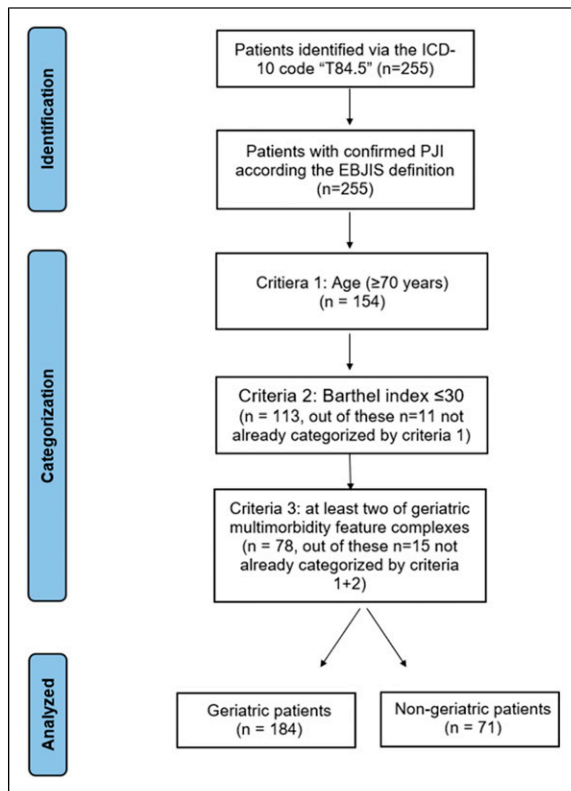 Identification
Patients identified via the ICD-
10 code “T84.5” (n=255)
Patients with confirmed PJI
according the EBJIS definition
(n=255)
Categorization
Critiera 1: Age (≥70 years)
(n = 154)
Criteria 2: Barthel index ≤30
(n = 113, out of these n=11 not
already categorized by criteria 1)
Criteria 3: at least two of geriatric
multimorbidity feature complexes
(n = 78, out of these n=15 not
already categorized by criteria
1+2)
Analyzed
Geriatric patients
(n = 184)
Non-geriatric patients
(n = 71)